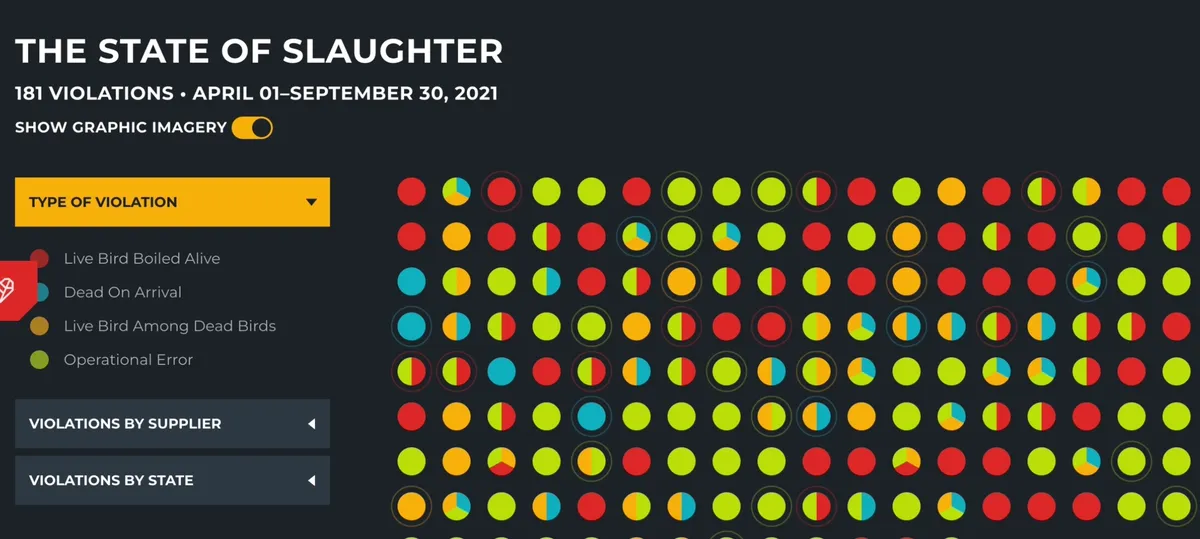 THE STATE OF SLAUGHTER
181 VIOLATIONS • APRIL 01–SEPTEMBER 30, 2021
SHOW GRAPHIC IMAGERY
TYPE OF VIOLATION
Live Bird Boiled Alive
Dead On Arrival
Live Bird Among Dead Birds
Operational Error
VIOLATIONS BY SUPPLIER
VIOLATIONS BY STATE